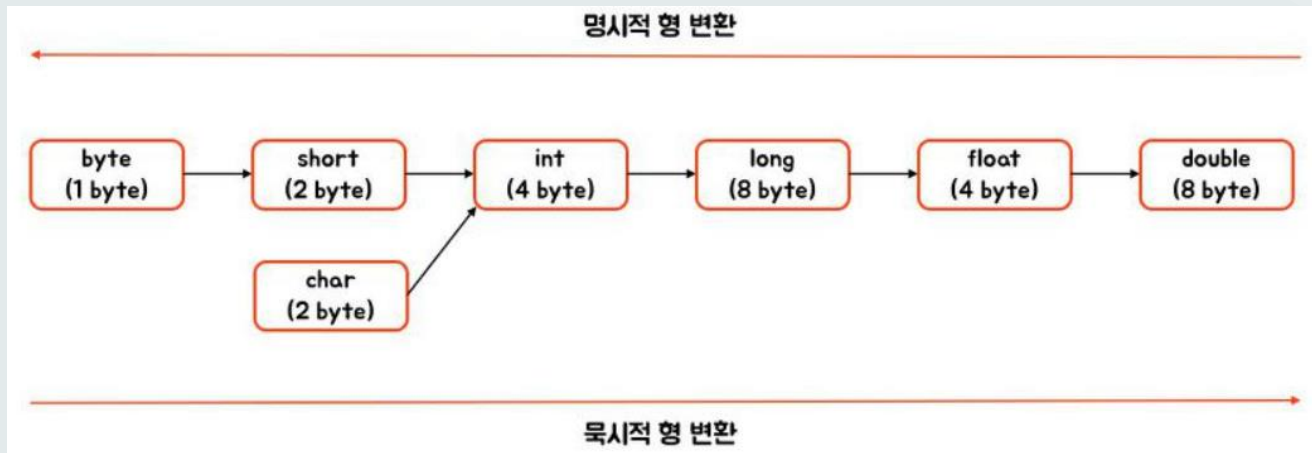 명시적 형 변환
byte
(1 byte)
short
(2 byte)
int
(4 byte)
long
(8 byte)
float
(4 byte)
double
(8 byte)
char
(2 byte)
묵시적 형 변환